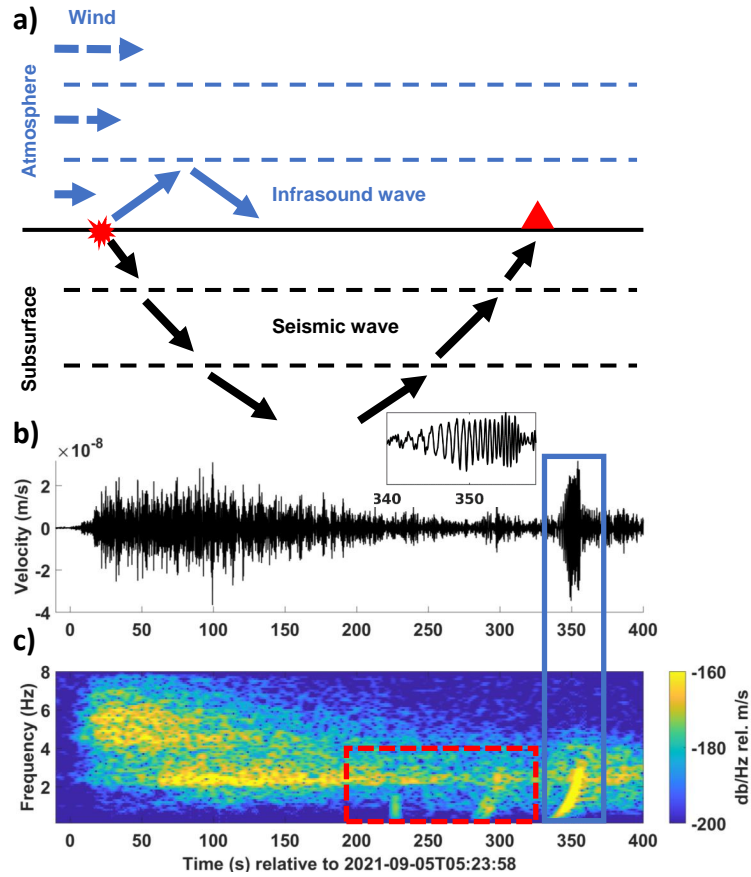 a)
Wind
Atmosphere
Infrasound wave
Subsurface
Seismic wave
b)
×10-8
Velocity (m/s)
2
0
-2
-4
340 350
0 50 100 150 200 250 300 350 400
c)
Frequency (Hz)
8
6
4
2
0 50 100 150 200 250 300 350 400
Time (s) relative to 2021-09-05T05:23:58
-160
-180
-200
db/Hz rel. m/s